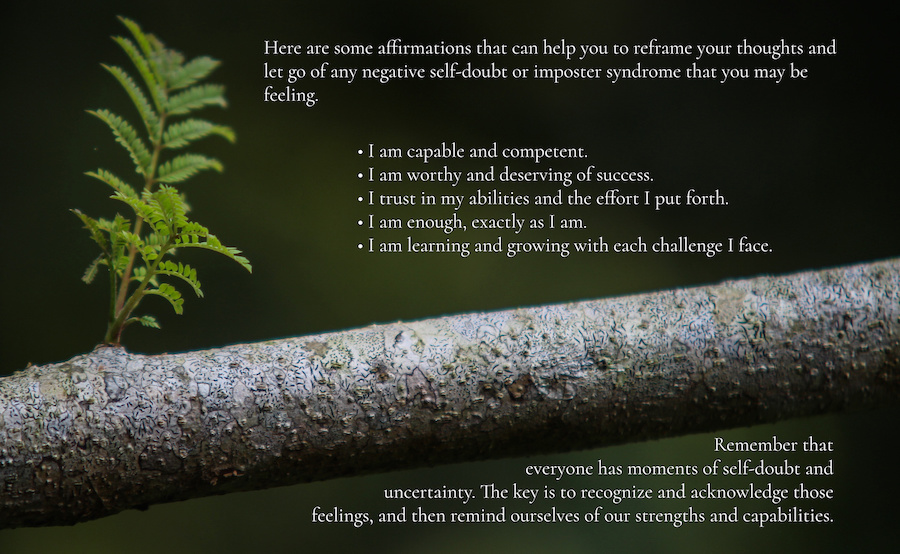 Here are some affirmations that can help you to reframe your thoughts and
let go of any negative self-doubt or imposter syndrome that you may be
feeling.
• I am capable and competent.
• I am worthy and deserving of success.
• I trust in my abilities and the effort I put forth.
• I am enough, exactly as I am.
• I am learning and growing with each challenge I face.
Remember that
everyone has moments of self-doubt and
uncertainty. The key is to recognize and acknowledge those
feelings, and then remind ourselves of our strengths and capabilities.